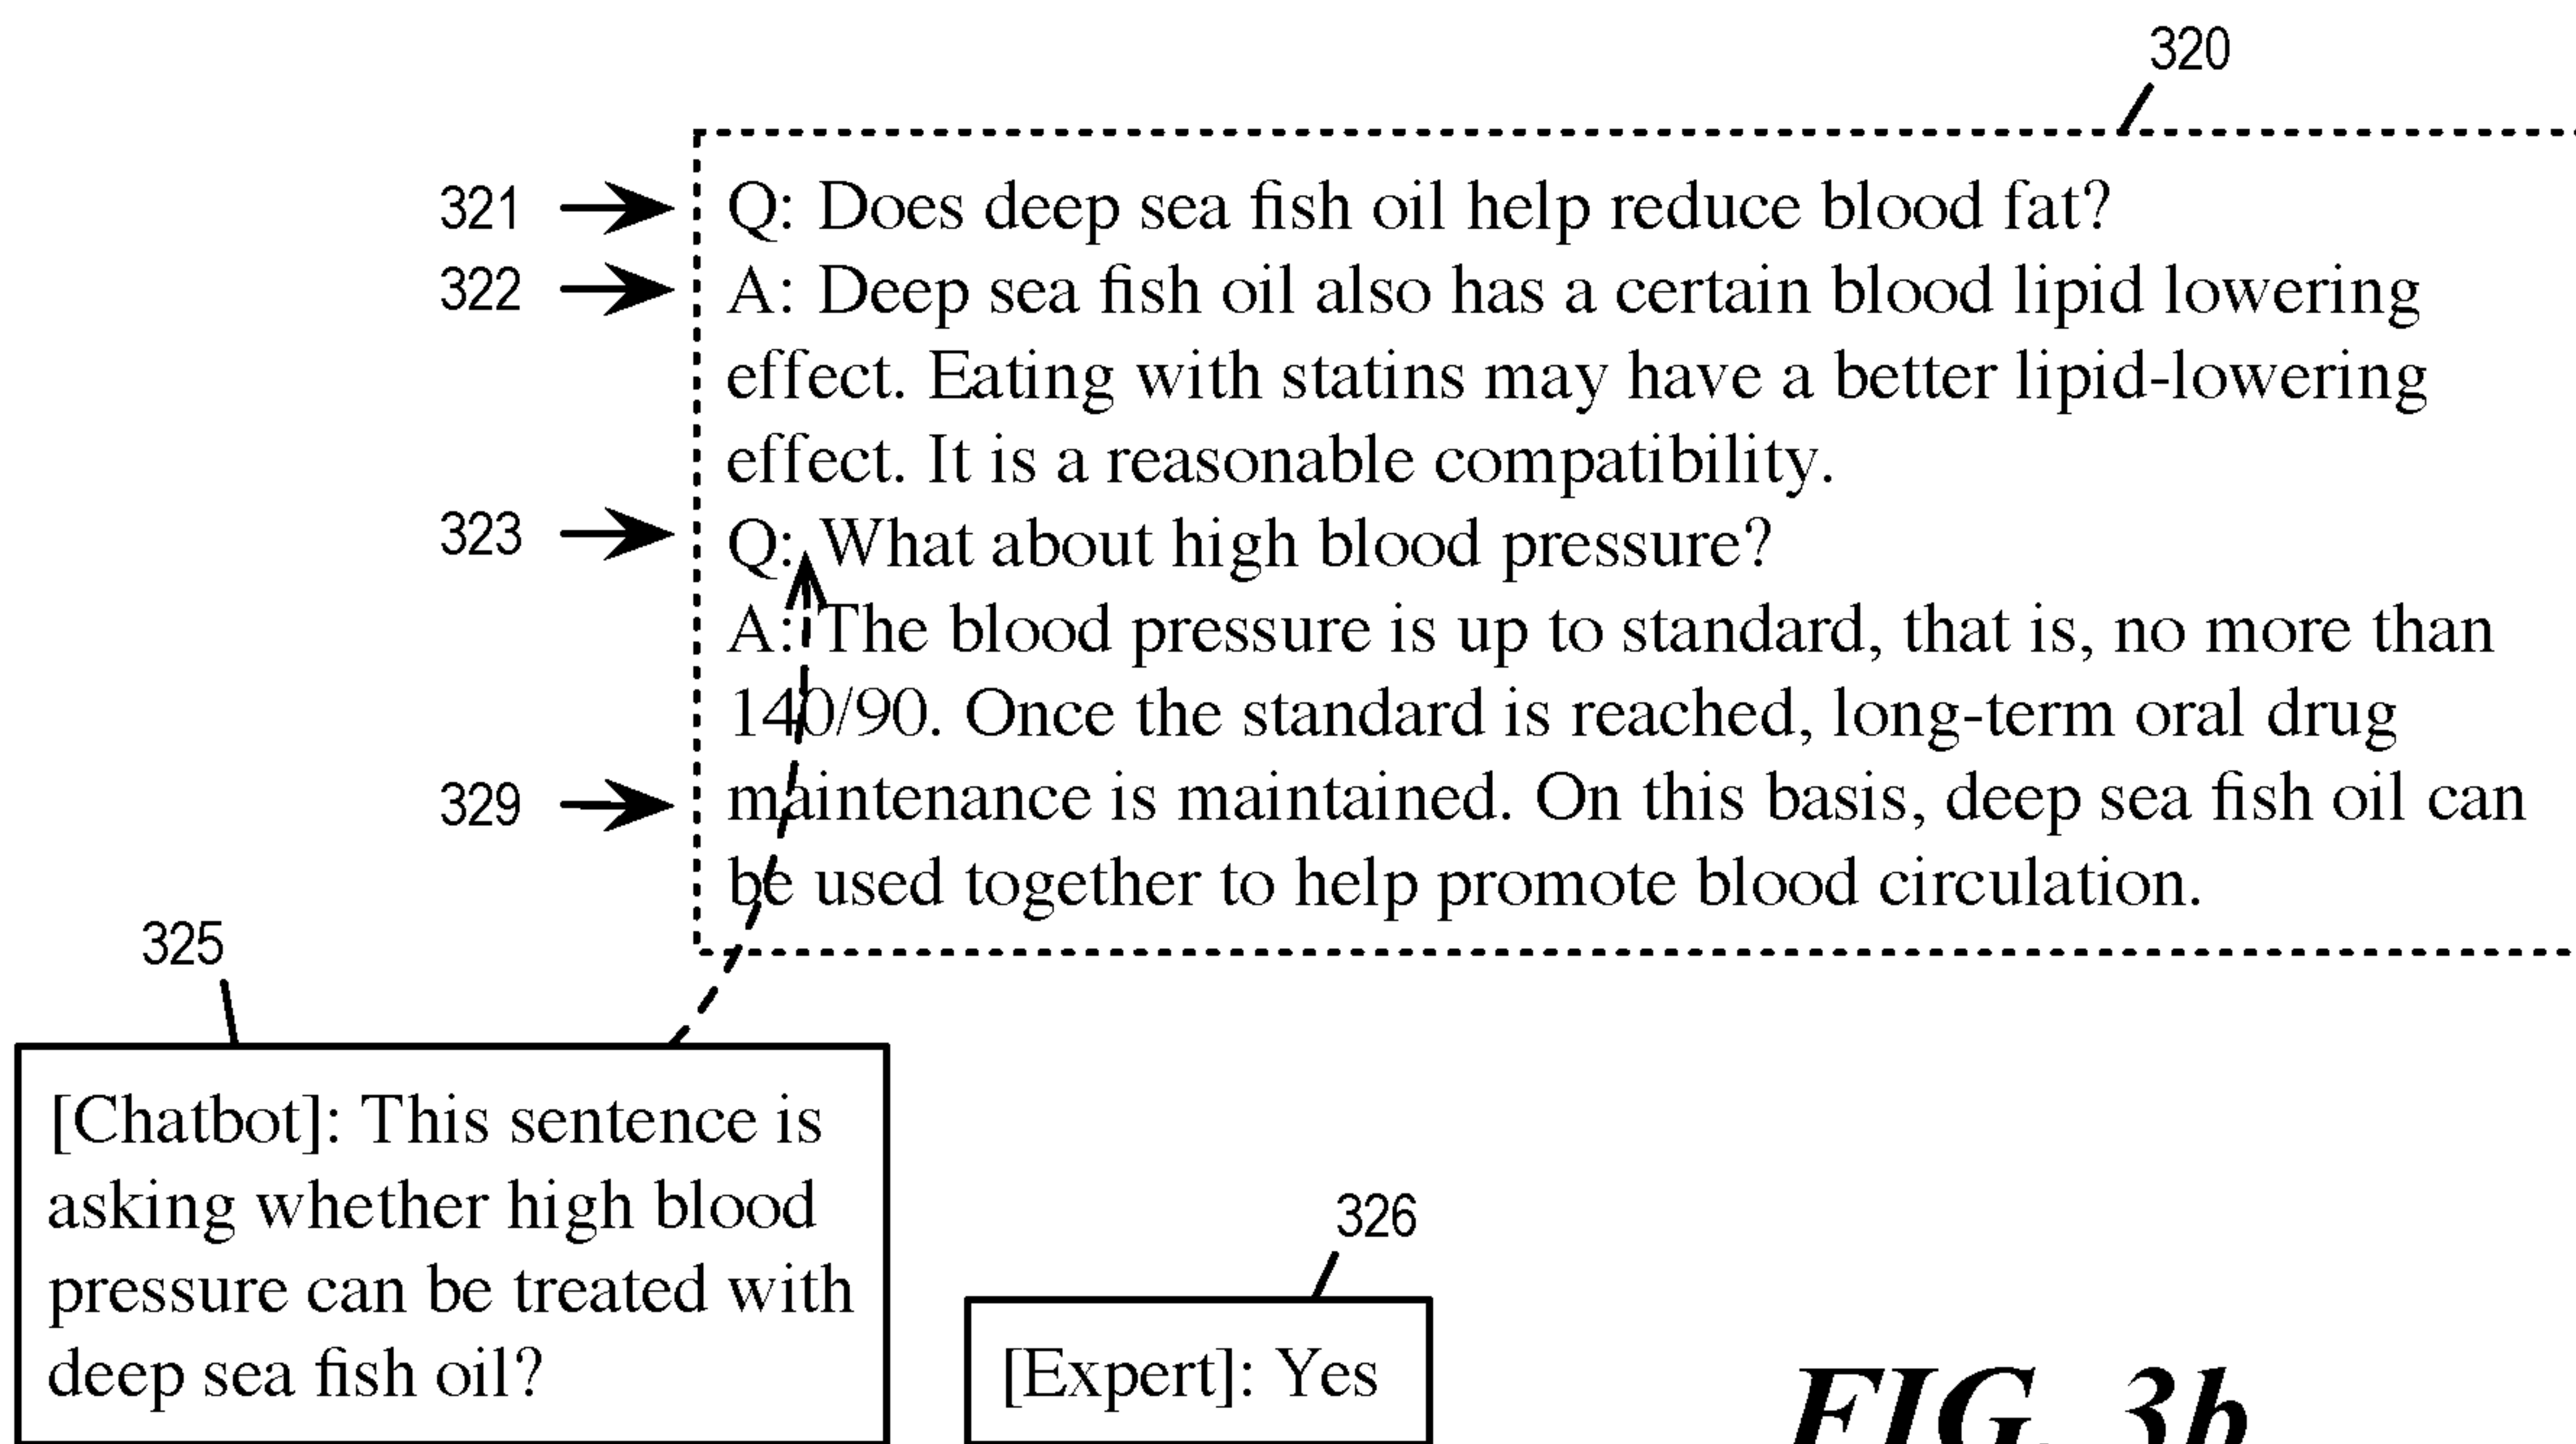 320
321
Q: Does deep sea fish oil help reduce blood fat?
322
A: Deep sea fish oil also has a certain blood lipid lowering
effect. Eating with statins may have a better lipid-lowering
effect. It is a reasonable compatibility.
323
Q: What about high blood pressure?
A: The blood pressure is up to standard, that is, no more than
140/90. Once the standard is reached, long-term oral drug
329
maintenance is maintained. On this basis, deep sea fish oil can
be used together to help promote blood circulation.
325
[Chatbot]: This sentence is
asking whether high blood
pressure can be treated with
deep sea fish oil?
326
[Expert]: Yes
FIG. 3b